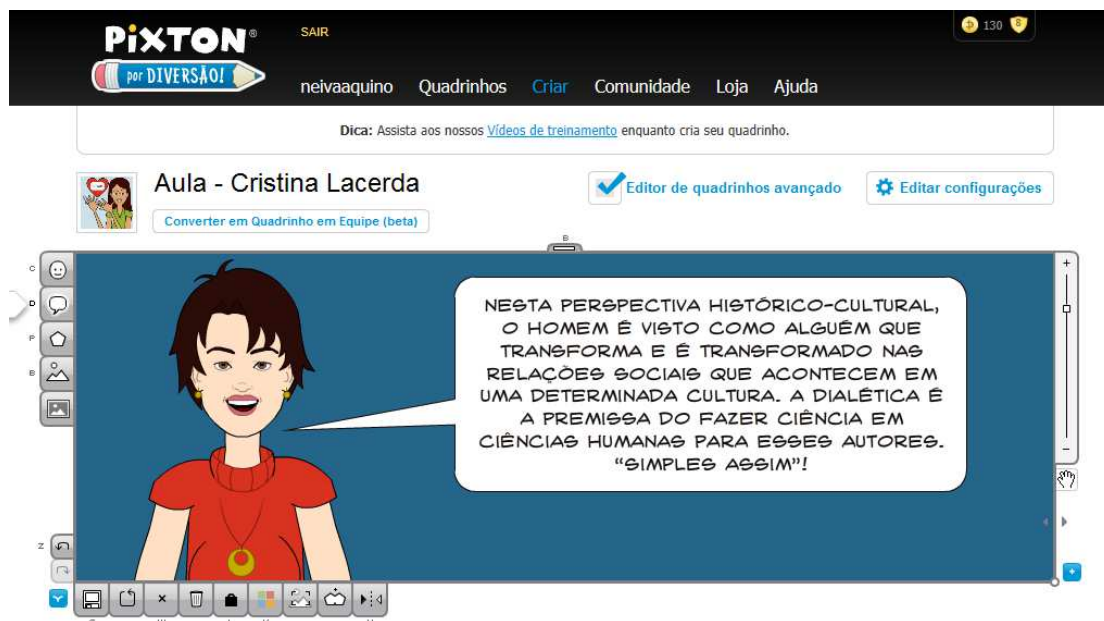 PiXTON®
por DIVERSÃO!
SAIR
130 8
neivaaquino Quadrinhos Criar Comunidade Loja Ajuda
Dica: Assista aos nossos Vídeos de treinamento enquanto cria seu quadrinho.
Aula - Cristina Lacerda
Converter em Quadrinho em Equipe (beta)
Editor de quadrinhos avançado
Editar configurações
C
D
P
B
Z
NESTA PERSPECTIVA HISTÓRICO-CULTURAL,
O HOMEM É VISTO COMO ALGUÉM QUE
TRANSFORMA E É TRANSFORMADO NAS
RELAÇÕES SOCIAIS QUE ACONTECEM EM
UMA DETERMINADA CULTURA. A DIALÉTICA É
A PREMISSA DO FAZER CIÊNCIA EM
CIÊNCIAS HUMANAS PARA ESSES AUTORES.
"SIMPLES ASSIM"!